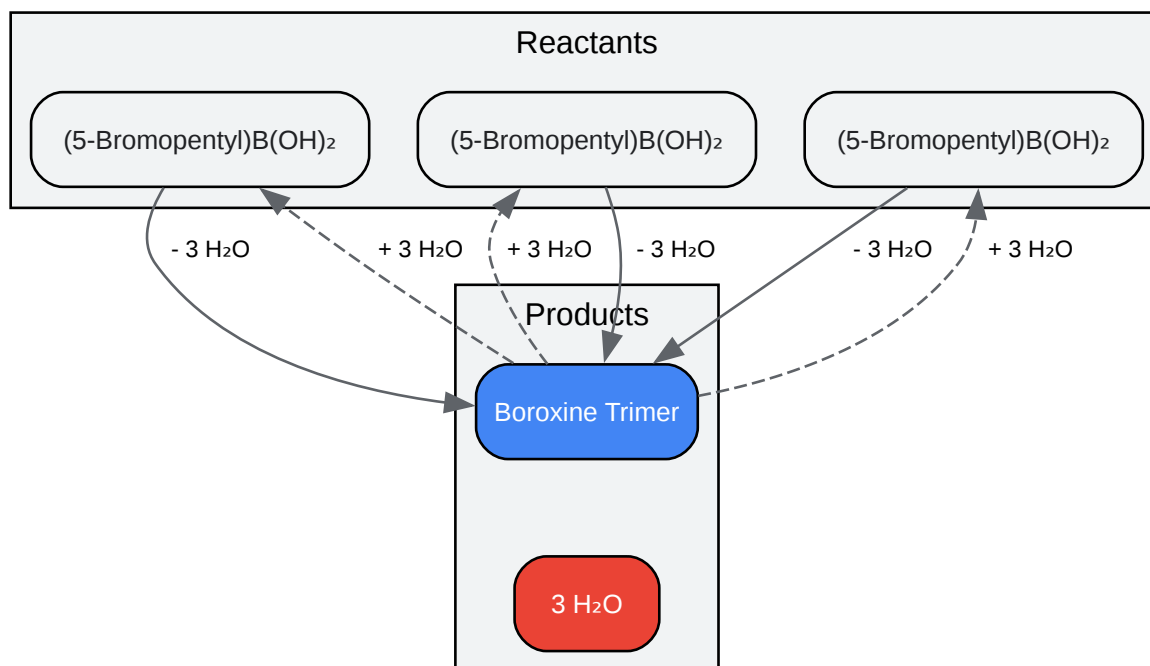 Reactants
(5-Bromopentyl)B(OH)₂
(5-Bromopentyl)B(OH)₂
(5-Bromopentyl)B(OH)₂
- 3 H₂O
+ 3 H₂O
+ 3 H₂O
- 3 H₂O
- 3 H₂O
+ 3 H₂O
Products
Boroxine Trimer
3 H₂O